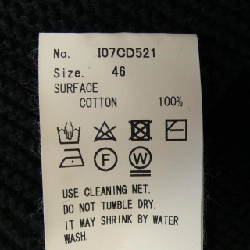 No. I07CD521
Size. 46
SURFACE
COTTON 100%
F W
USE CLEANING NET.
DO NOT TUMBLE DRY.
IT MAY SHRINK BY WATER
WASH.